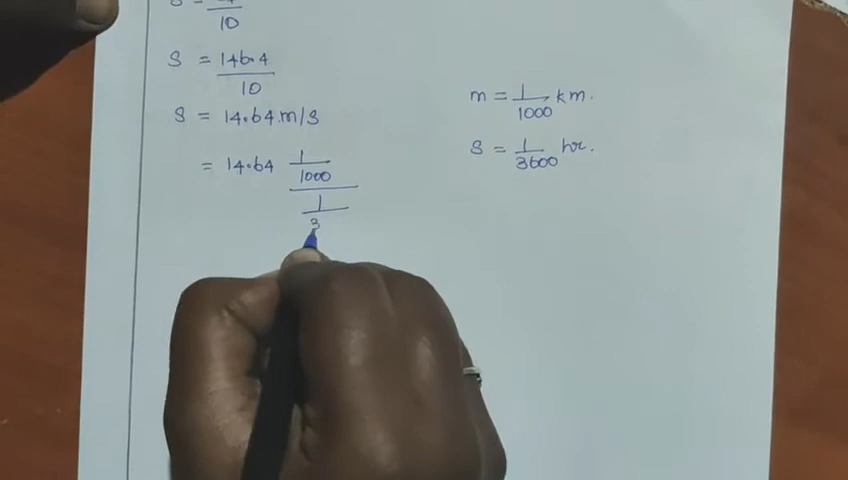 S =
10
S = 146.4
10
S = 14.64 m/s
= 14.64 1
1000
1
3
m = 1 km.
1000
S = 1 hr.
3600